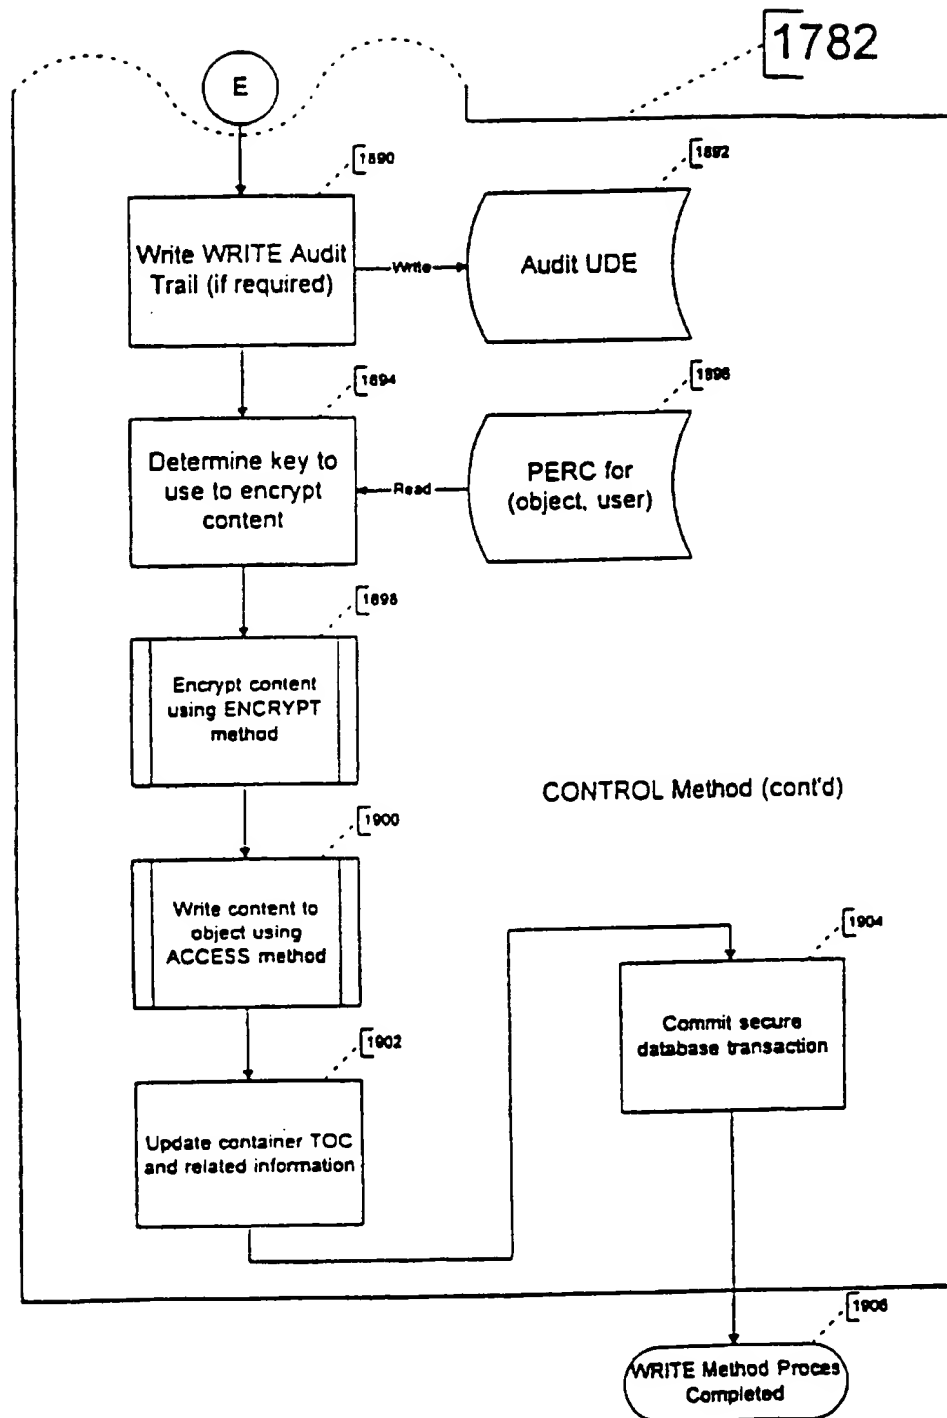 1782
E
1890
Write WRITE Audit
Trail (if required)
Write
1892
Audit UDE
1894
Determine key to
use to encrypt
content
Read
1896
PERC for
(object, user)
1898
Encrypt content
using ENCRYPT
method
CONTROL Method (cont'd)
1900
Write content to
object using
ACCESS method
1902
Update container TOC
and related information
1904
Commit secure
database transaction
1906
WRITE Method Proces
Completed